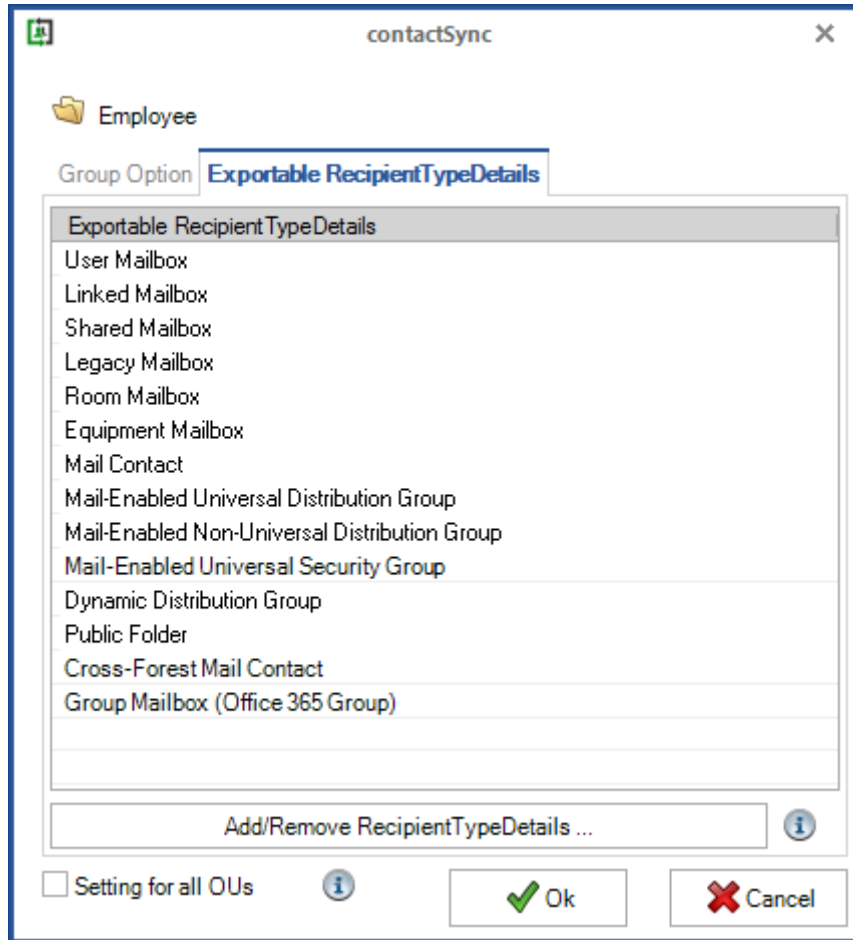 contactSync
Employee
Group Option Exportable RecipientTypeDetails
Exportable RecipientTypeDetails
User Mailbox
Linked Mailbox
Shared Mailbox
Legacy Mailbox
Room Mailbox
Equipment Mailbox
Mail Contact
Mail-Enabled Universal Distribution Group
Mail-Enabled Non-Universal Distribution Group
Mail-Enabled Universal Security Group
Dynamic Distribution Group
Public Folder
Cross-Forest Mail Contact
Group Mailbox (Office 365 Group)
Add/Remove RecipientTypeDetails ...
Setting for all OUs Ok Cancel